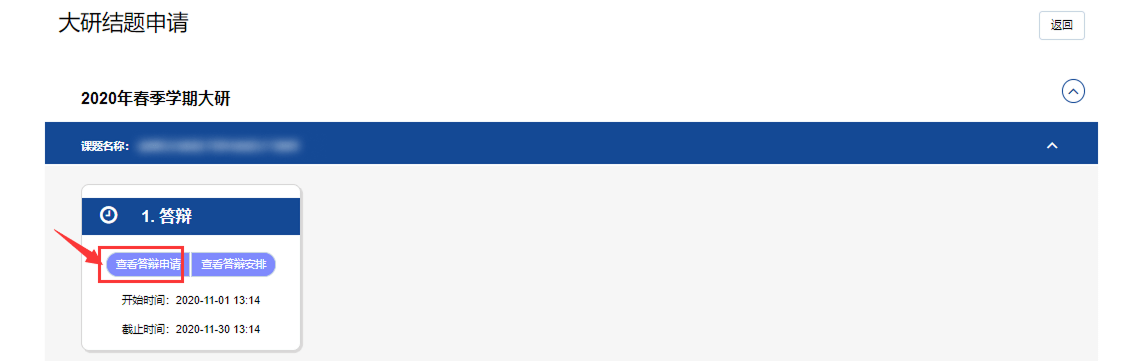 大研结题申请
返回
2020年春季学期大研
课题名称：
1. 答辩
查看答辩申请 查看答辩安排
开始时间：2020-11-01 13:14
截止时间：2020-11-30 13:14